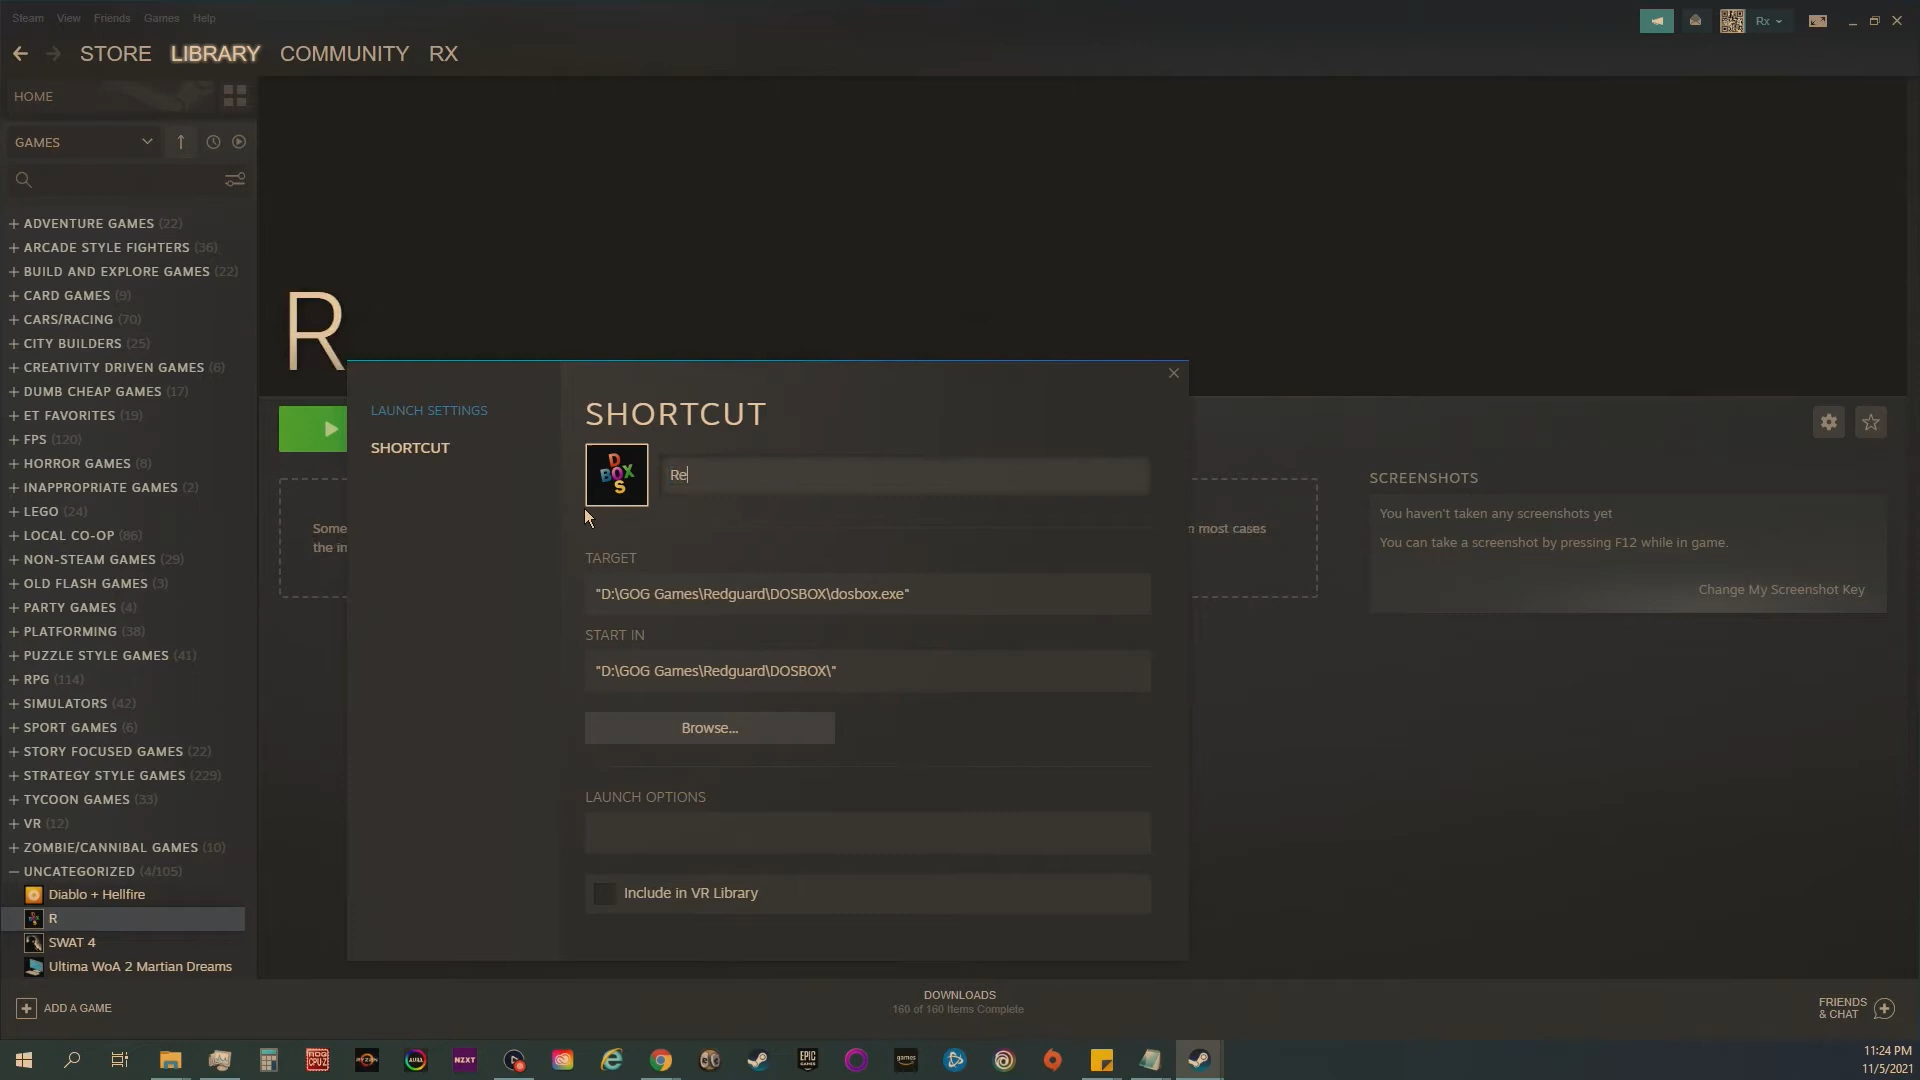 Steam View Friends Games Help
Rx
STORE LIBRARY COMMUNITY RX
HOME
GAMES
ADVENTURE GAMES (22)
ARCADE STYLE FIGHTERS (36)
BUILD AND EXPLORE GAMES (22)
CARD GAMES (9)
CARS/RACING (70)
CITY BUILDERS (25)
CREATIVITY DRIVEN GAMES (6)
DUMB CHEAP GAMES (17)
ET FAVORITES (19)
FPS (120)
HORROR GAMES (8)
INAPPROPRIATE GAMES (2)
LEGO (24)
LOCAL CO-OP (86)
NON-STEAM GAMES (29)
OLD FLASH GAMES (3)
PARTY GAMES (4)
PLATFORMING (38)
PUZZLE STYLE GAMES (41)
RPG (114)
SIMULATORS (42)
SPORT GAMES (6)
STORY FOCUSED GAMES (22)
STRATEGY STYLE GAMES (229)
TYCOON GAMES (33)
VR (12)
ZOMBIE/CANNIBAL GAMES (10)
UNCATEGORIZED (4/105)
Diablo + Hellfire
R
SWAT 4
Ultima WoA 2 Martian Dreams
ADD A GAME
R
Some
the in
n most cases
LAUNCH SETTINGS
SHORTCUT
SHORTCUT
DOS BOX
Re
TARGET
"D:\GOG Games\Redguard\DOSBOX\dosbox.exe"
START IN
"D:\GOG Games\Redguard\DOSBOX\"
Browse...
LAUNCH OPTIONS
Include in VR Library
SCREENSHOTS
You haven't taken any screenshots yet
You can take a screenshot by pressing F12 while in game.
Change My Screenshot Key
DOWNLOADS
160 of 160 Items Complete
FRIENDS
& CHAT
RYZEN
AURA
NZXT
EPIC
GAMES
games
11:24 PM
11/5/2021